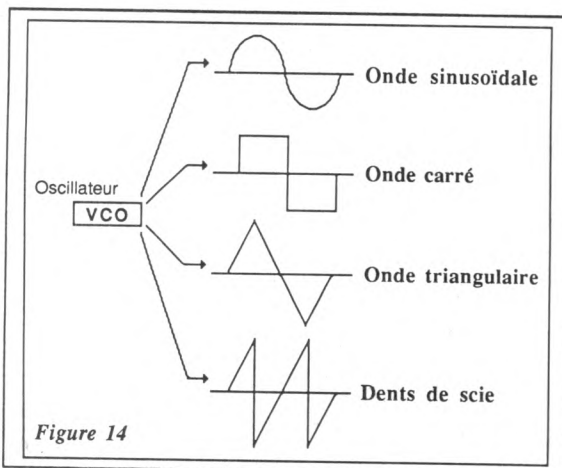 Onde sinusoïdale
Onde carré
Oscillateur
VCO
Onde triangulaire
Dents de scie
Figure 14